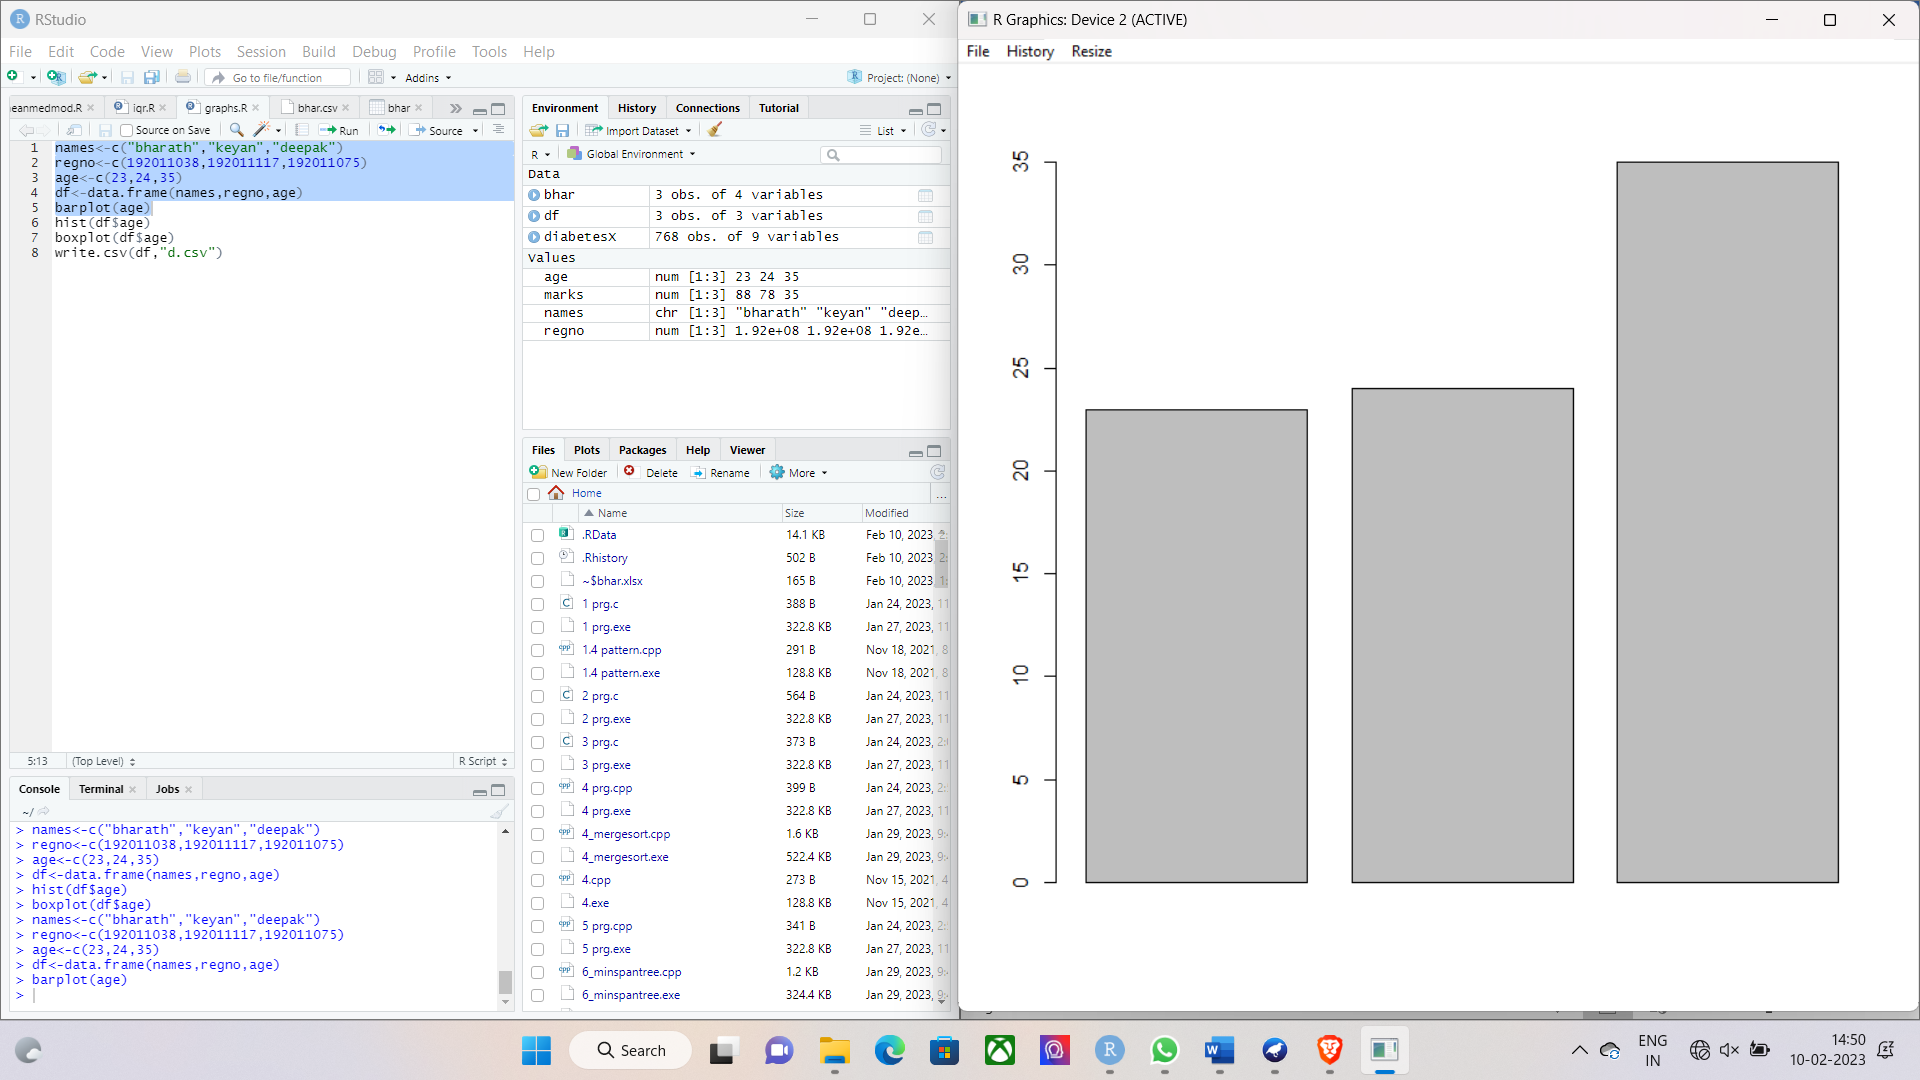 RStudio
File Edit Code View Plots Session Build Debug Profile Tools Help
Go to file/function Addins Project: (None)
eanmedmod.R iqr.R graphs.R bhar.csv bhar
Source on Save Run Source
1 names<-c("bharath","keyan","deepak")
2 regno<-c(192011038,192011117,192011075)
3 age<-c(23,24,35)
4 df<-data.frame(names,regno,age)
5 barplot(age)
6 hist(df$age)
7 boxplot(df$age)
8 write.csv(df,"d.csv")
5:13 (Top Level) R Script
Console Terminal Jobs
~/
> names<-c("bharath","keyan","deepak")
> regno<-c(192011038,192011117,192011075)
> age<-c(23,24,35)
> df<-data.frame(names,regno,age)
> hist(df$age)
> boxplot(df$age)
> names<-c("bharath","keyan","deepak")
> regno<-c(192011038,192011117,192011075)
> age<-c(23,24,35)
> df<-data.frame(names,regno,age)
> barplot(age)
>
Environment History Connections Tutorial
Import Dataset List
R Global Environment
Data
bhar 3 obs. of 4 variables
df 3 obs. of 3 variables
diabetesX 768 obs. of 9 variables
Values
age num [1:3] 23 24 35
marks num [1:3] 88 78 35
names chr [1:3] "bharath" "keyan" "deep…
regno num [1:3] 1.92e+08 1.92e+08 1.92e…
Files Plots Packages Help Viewer
New Folder Delete Rename More
Home ...
Name Size Modified
.RData 14.1 KB Feb 10, 2023,
.Rhistory 502 B Feb 10, 2023,
~$bhar.xlsx 165 B Feb 10, 2023,
1 prg.c 388 B Jan 24, 2023, 11
1 prg.exe 322.8 KB Jan 27, 2023, 11
1.4 pattern.cpp 291 B Nov 18, 2021, 8
1.4 pattern.exe 128.8 KB Nov 18, 2021, 8
2 prg.c 564 B Jan 24, 2023, 11
2 prg.exe 322.8 KB Jan 27, 2023, 11
3 prg.c 373 B Jan 24, 2023, 2:
3 prg.exe 322.8 KB Jan 27, 2023, 11
4 prg.cpp 399 B Jan 24, 2023, 2:
4 prg.exe 322.8 KB Jan 27, 2023, 11
4_mergesort.cpp 1.6 KB Jan 29, 2023, 9:
4_mergesort.exe 522.4 KB Jan 29, 2023, 9:
4.cpp 273 B Nov 15, 2021, 4
4.exe 128.8 KB Nov 15, 2021, 4
5 prg.cpp 341 B Jan 24, 2023, 2:
5 prg.exe 322.8 KB Jan 27, 2023, 11
6_minspantree.cpp 1.2 KB Jan 29, 2023, 9:
6_minspantree.exe 324.4 KB Jan 29, 2023, 9:
R Graphics: Device 2 (ACTIVE)
File History Resize
35
30
25
20
15
10
5
0
Search
ENG
IN
14:50
10-02-2023